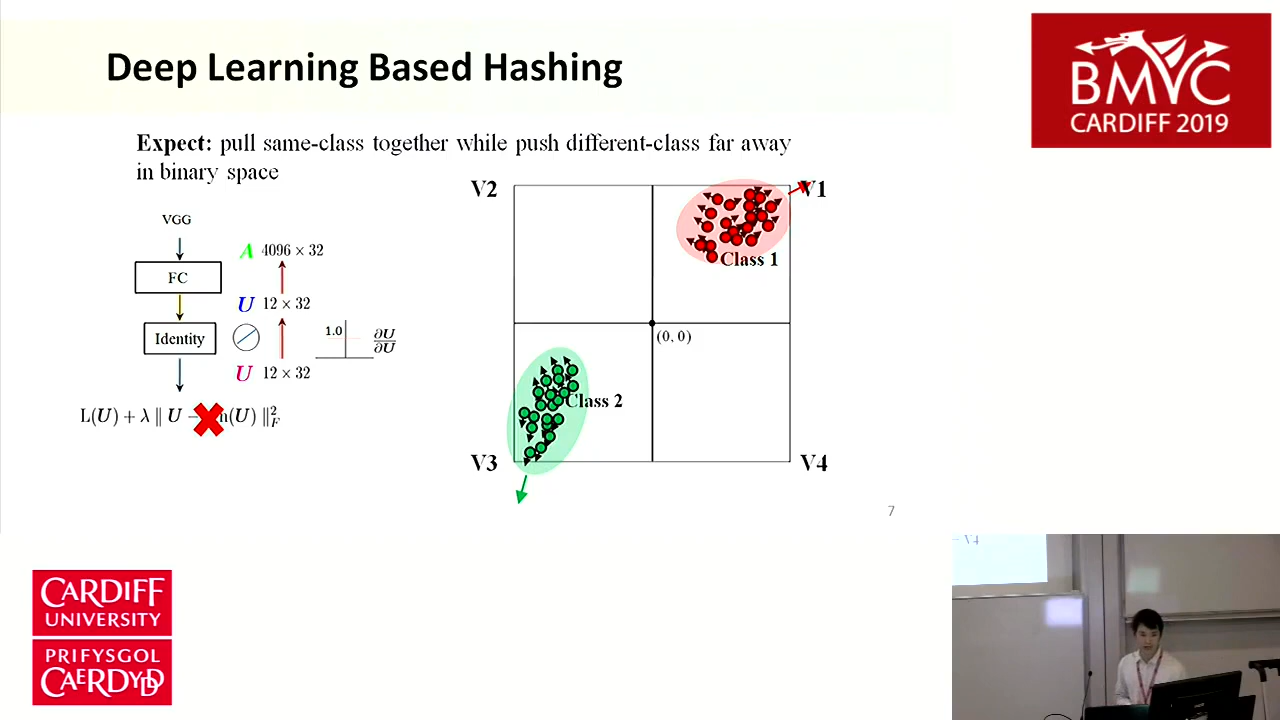 Deep Learning Based Hashing
BMVC
CARDIFF 2019
Expect: pull same-class together while push different-class far away
in binary space
VGG
A 4096 × 32
FC
U 12 × 32
Identity
1.0
∂U
∂U
U 12 × 32
L(U) + λ ‖ U − h(U) ‖²_F
V2
V1
Class 1
(0, 0)
Class 2
V3
V4
7
CARDIFF
UNIVERSITY
PRIFYSGOL
CAERDYDD